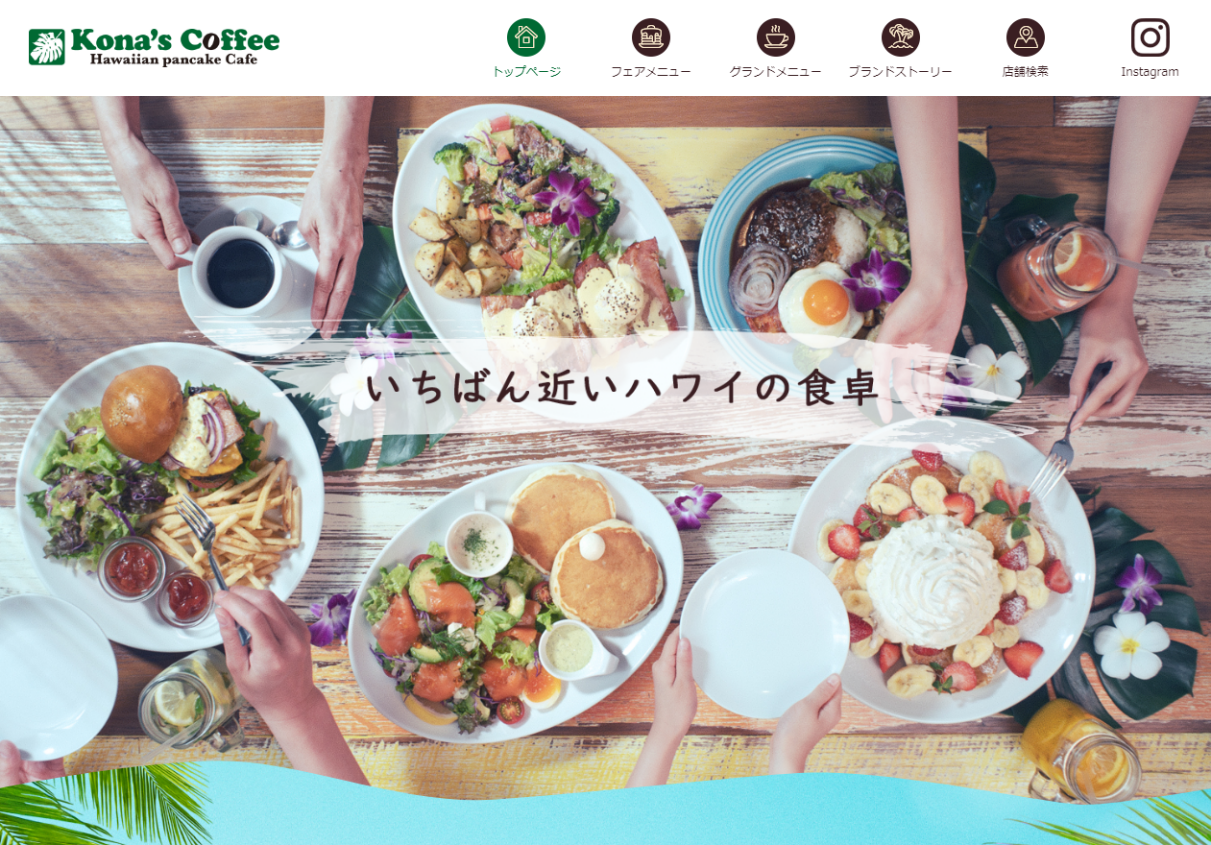 Kona's Coffee
Hawaiian pancake Cafe
トップページ
フェアメニュー
グランドメニュー
ブランドストーリー
店舗検索
Instagram
いちばん近いハワイの食卓